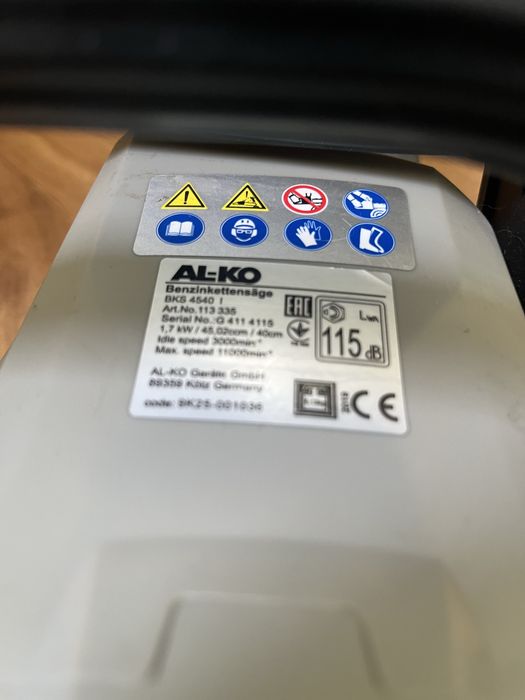 AL-KO
Benzinkettensäge
BKS 4540 I
Art.No.113 335
Serial No.:G 411 4115
1,7 kW / 45,02ccm / 40cm
Idle speed 3000min⁻¹
Max. speed 11000min⁻¹
AL-KO Geräte GmbH
89359 Kötz Germany
code:
EAC
LWA
115 dB
CE